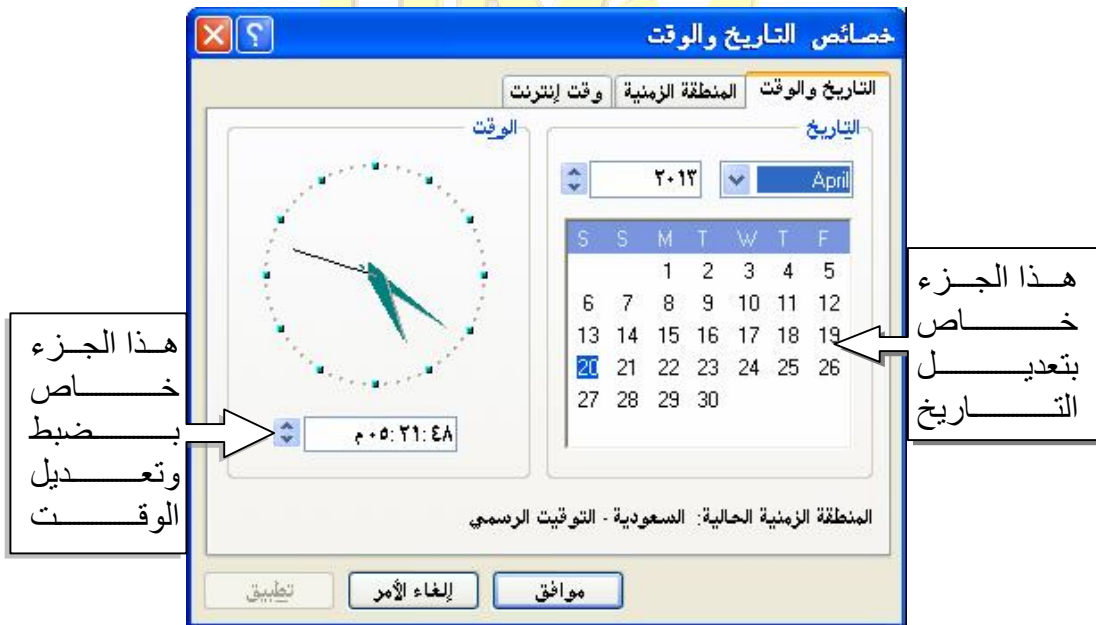 خصائص التاريخ والوقت
التاريخ والوقت
المنطقة الزمنية
وقت إنترنت
التاريخ
April
٢٠١٣
S S M T W T F
1 2 3 4 5
6 7 8 9 10 11 12
13 14 15 16 17 18 19
20 21 22 23 24 25 26
27 28 29 30
الوقت
٠٥:٢١:٤٨ م
هذا الجزء
خاص
بتعديل
التاريخ
هذا الجزء
خاص
بضبط
وتعديل
الوقت
المنطقة الزمنية الحالية: السعودية - التوقيت الرسمي
موافق
إلغاء الأمر
تطبيق